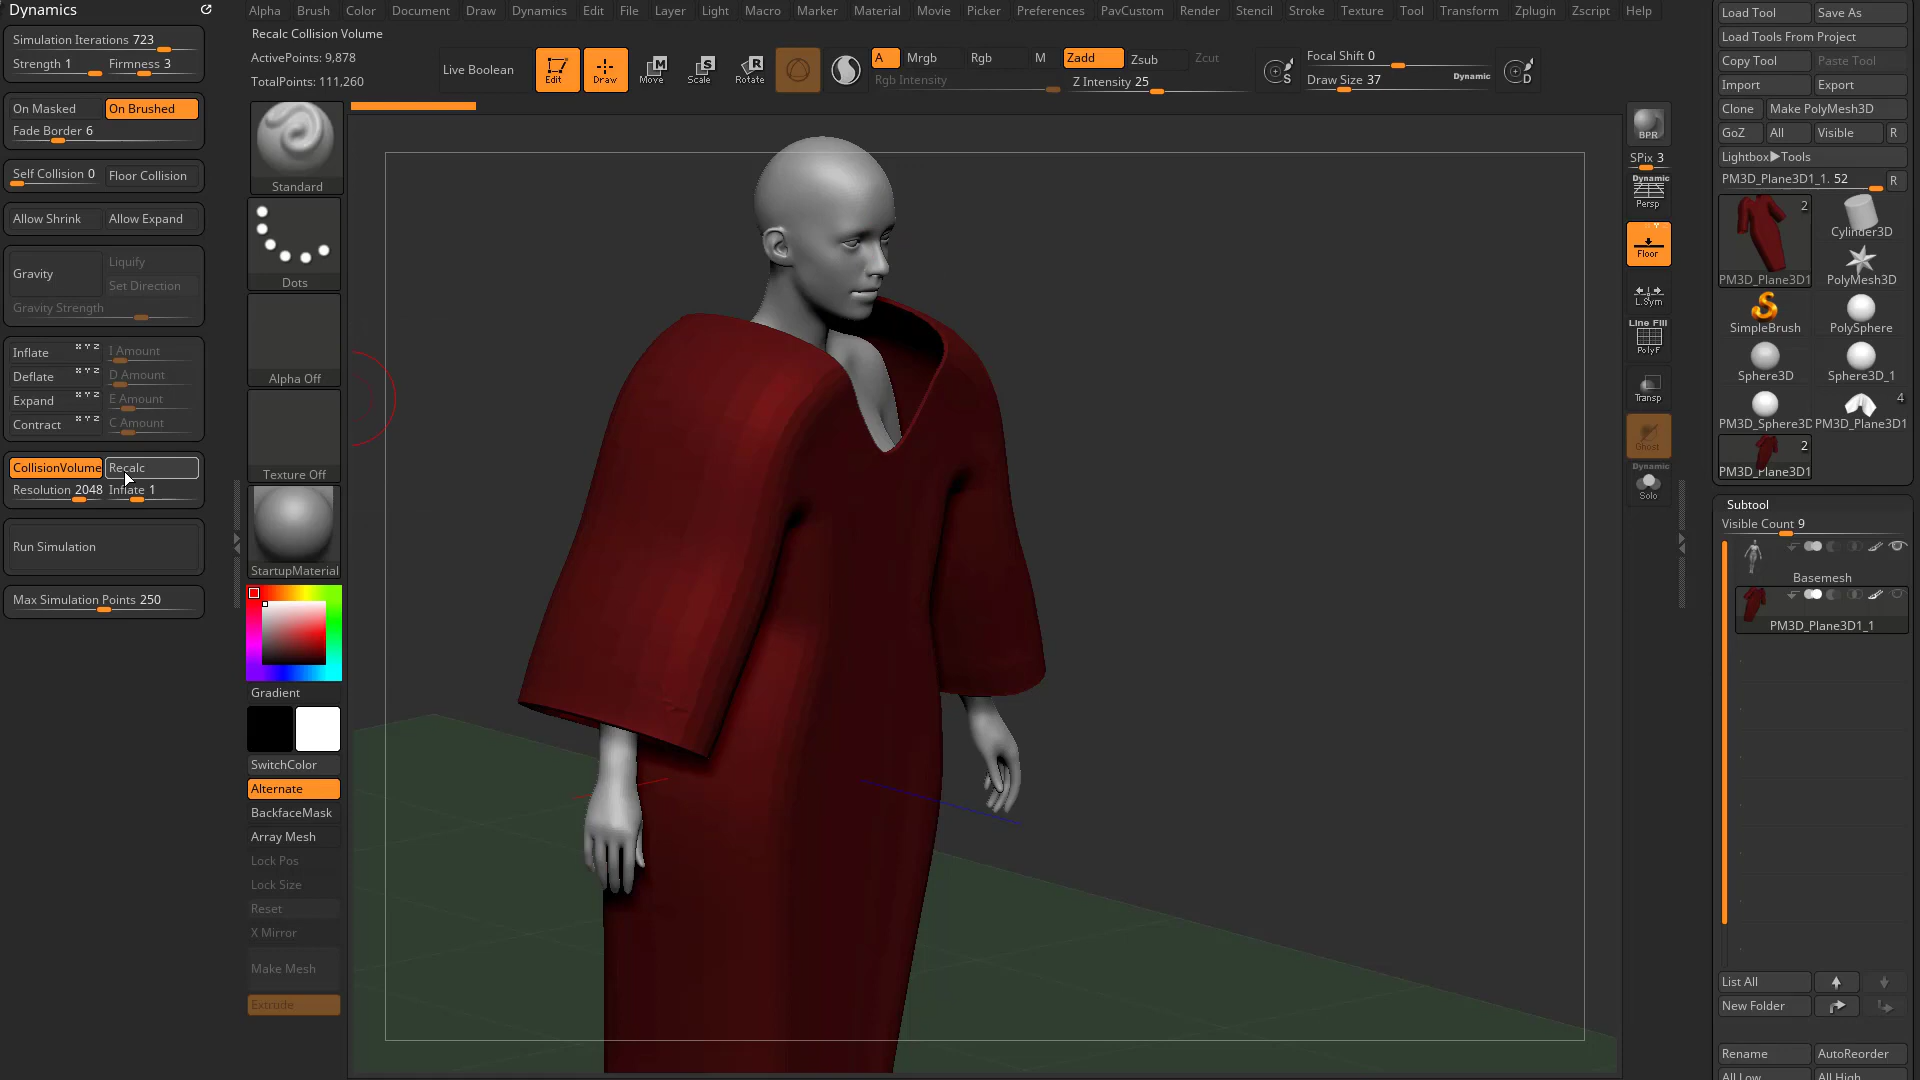 Dynamics
Simulation Iterations 723
Strength 1 Firmness 3
On Masked On Brushed
Fade Border 6
Self Collision 0 Floor Collision
Allow Shrink Allow Expand
Gravity
Liquify
Set Direction
Gravity Strength
Inflate X Y Z I Amount
Deflate X Y Z D Amount
Expand X Y Z E Amount
Contract X Y Z C Amount
CollisionVolume Recalc
Resolution 2048 Inflate 1
Run Simulation
Max Simulation Points 250
Alpha Brush Color Document Draw Dynamics Edit File Layer Light Macro Marker Material Movie Picker Preferences PavCustom Render Stencil Stroke Texture Tool Transform Zplugin Zscript Help
Recalc Collision Volume
ActivePoints: 9,878
TotalPoints: 111,260
Live Boolean
Edit
Draw
M
Move
S
Scale
R
Rotate
A Mrgb Rgb M Zadd Zsub Zcut
Rgb Intensity
Z Intensity 25
S
Focal Shift 0
Draw Size 37 Dynamic
D
Standard
Dots
Alpha Off
Texture Off
StartupMaterial
Gradient
SwitchColor
Alternate
BackfaceMask
Array Mesh
Lock Pos
Lock Size
Reset
X Mirror
Make Mesh
Extrude
BPR
SPix 3
Dynamic
Persp
Floor
L.Sym
Line Fill
PolyF
Transp
Ghost
Dynamic
Solo
Load Tool Save As
Load Tools From Project
Copy Tool Paste Tool
Import Export
Clone Make PolyMesh3D
GoZ All Visible R
Lightbox▶Tools
PM3D_Plane3D1_1. 52 R
2
PM3D_Plane3D1
Cylinder3D
PolyMesh3D
SimpleBrush PolySphere
Sphere3D Sphere3D_1
4
PM3D_Sphere3D PM3D_Plane3D1
2
PM3D_Plane3D1
Subtool
Visible Count 9
Basemesh
PM3D_Plane3D1_1
List All
New Folder
Rename AutoReorder
All Low All High